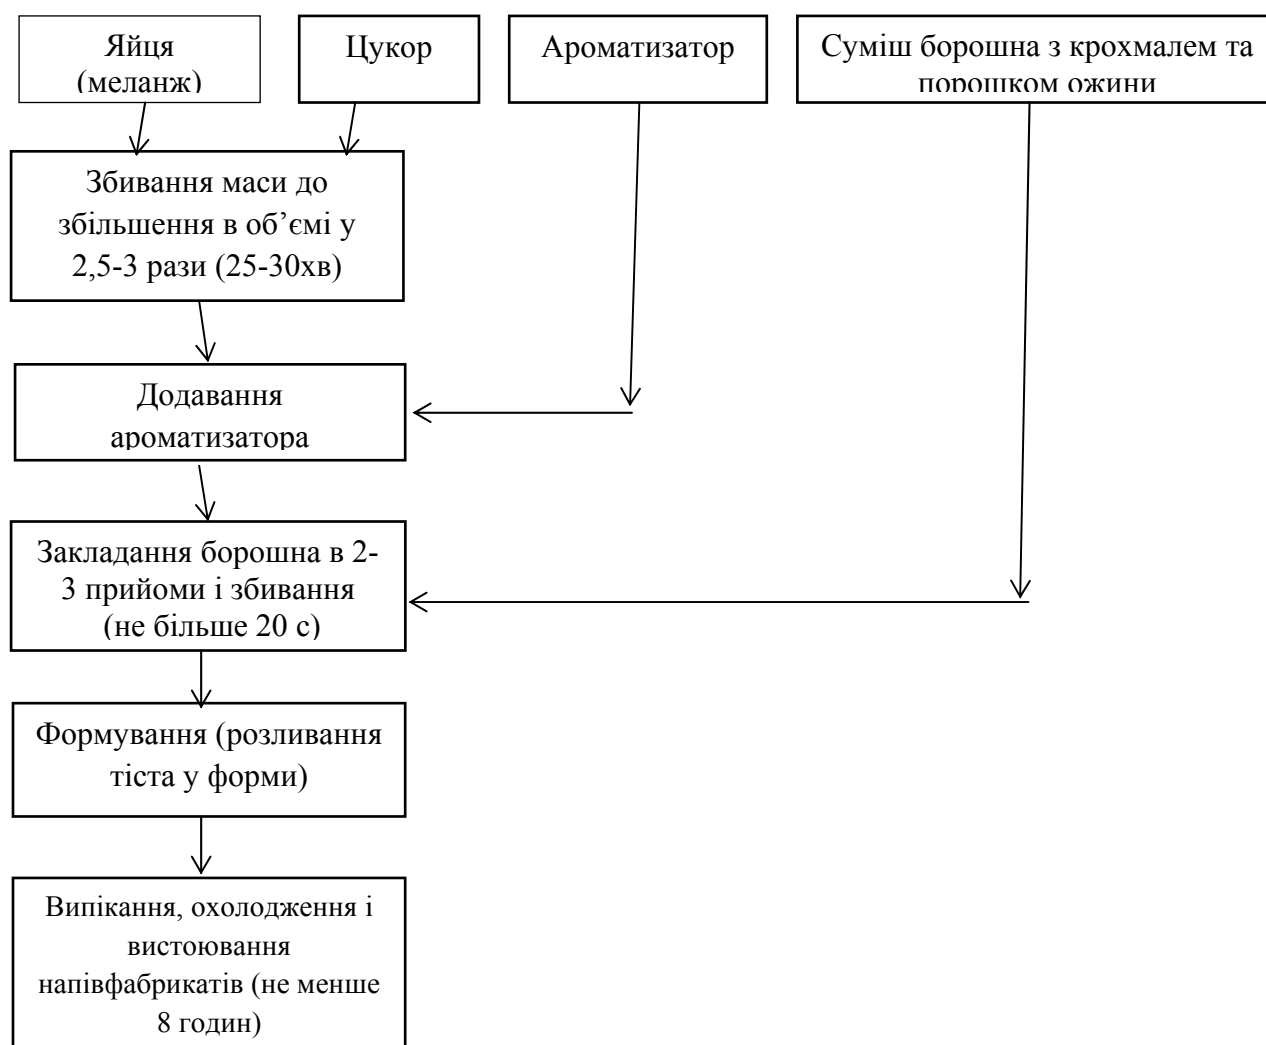 Яйця
(меланж)
Цукор
Ароматизатор
Суміш борошна з крохмалем та
порошком ожини
Збивання маси до
збільшення в об’ємі у
2,5-3 рази (25-30хв)
Додавання
ароматизатора
Закладання борошна в 2-
3 прийоми і збивання
(не більше 20 с)
Формування (розливання
тіста у форми)
Випікання, охолодження і
вистоювання
напівфабрикатів (не менше
8 годин)